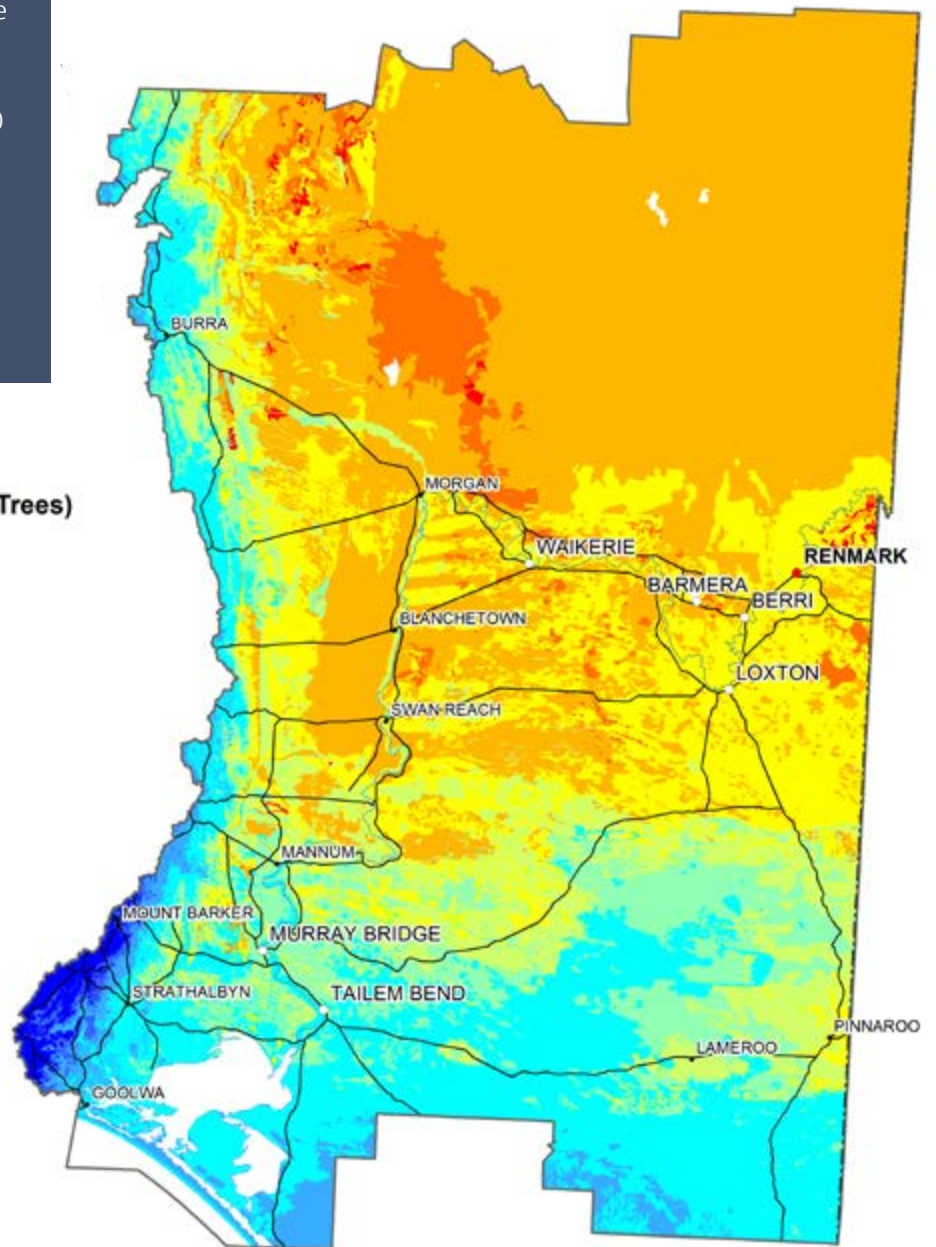 e
)
Trees)
BURRA
MORGAN
WAIKERIE
RENMARK
BARMERA
BERRI
BLANCHETOWN
LOXTON
SWAN REACH
MANNUM
MOUNT BARKER
MURRAY BRIDGE
STRATHALBYN
TAILEM BEND
PINNAROO
LAMEROO
GOOLWA